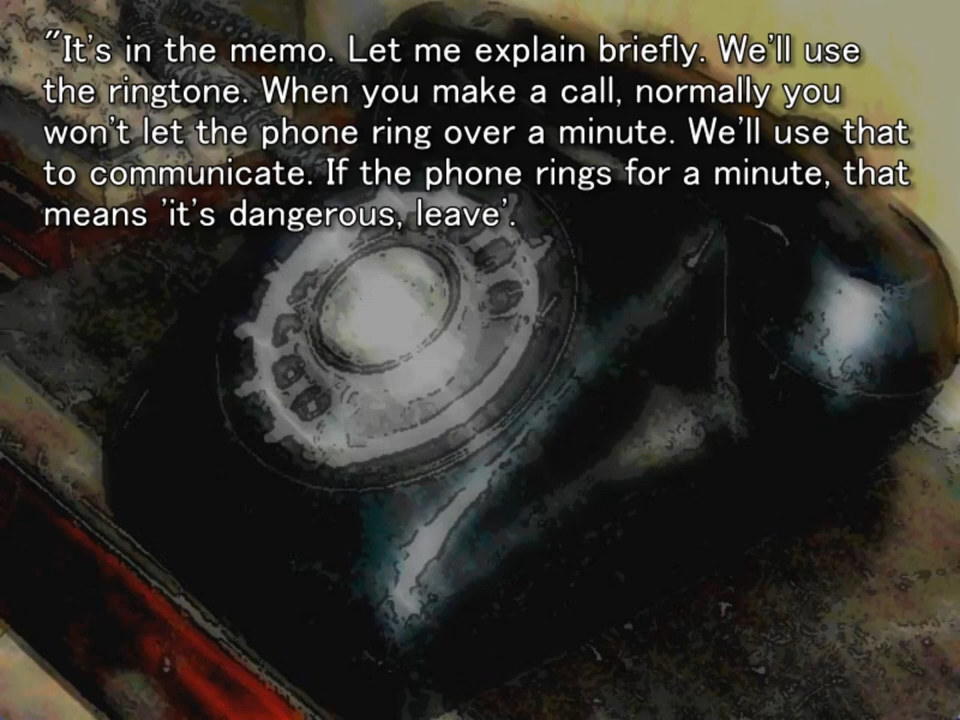 "It's in the memo. Let me explain briefly. We'll use
the ringtone. When you make a call, normally you
won't let the phone ring over a minute. We'll use that
to communicate. If the phone rings for a minute, that
means 'it's dangerous, leave'.